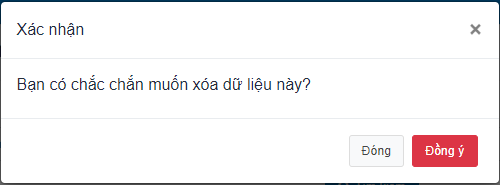 Xác nhận ×
Bạn có chắc chắn muốn xóa dữ liệu này?
Đóng Đồng ý